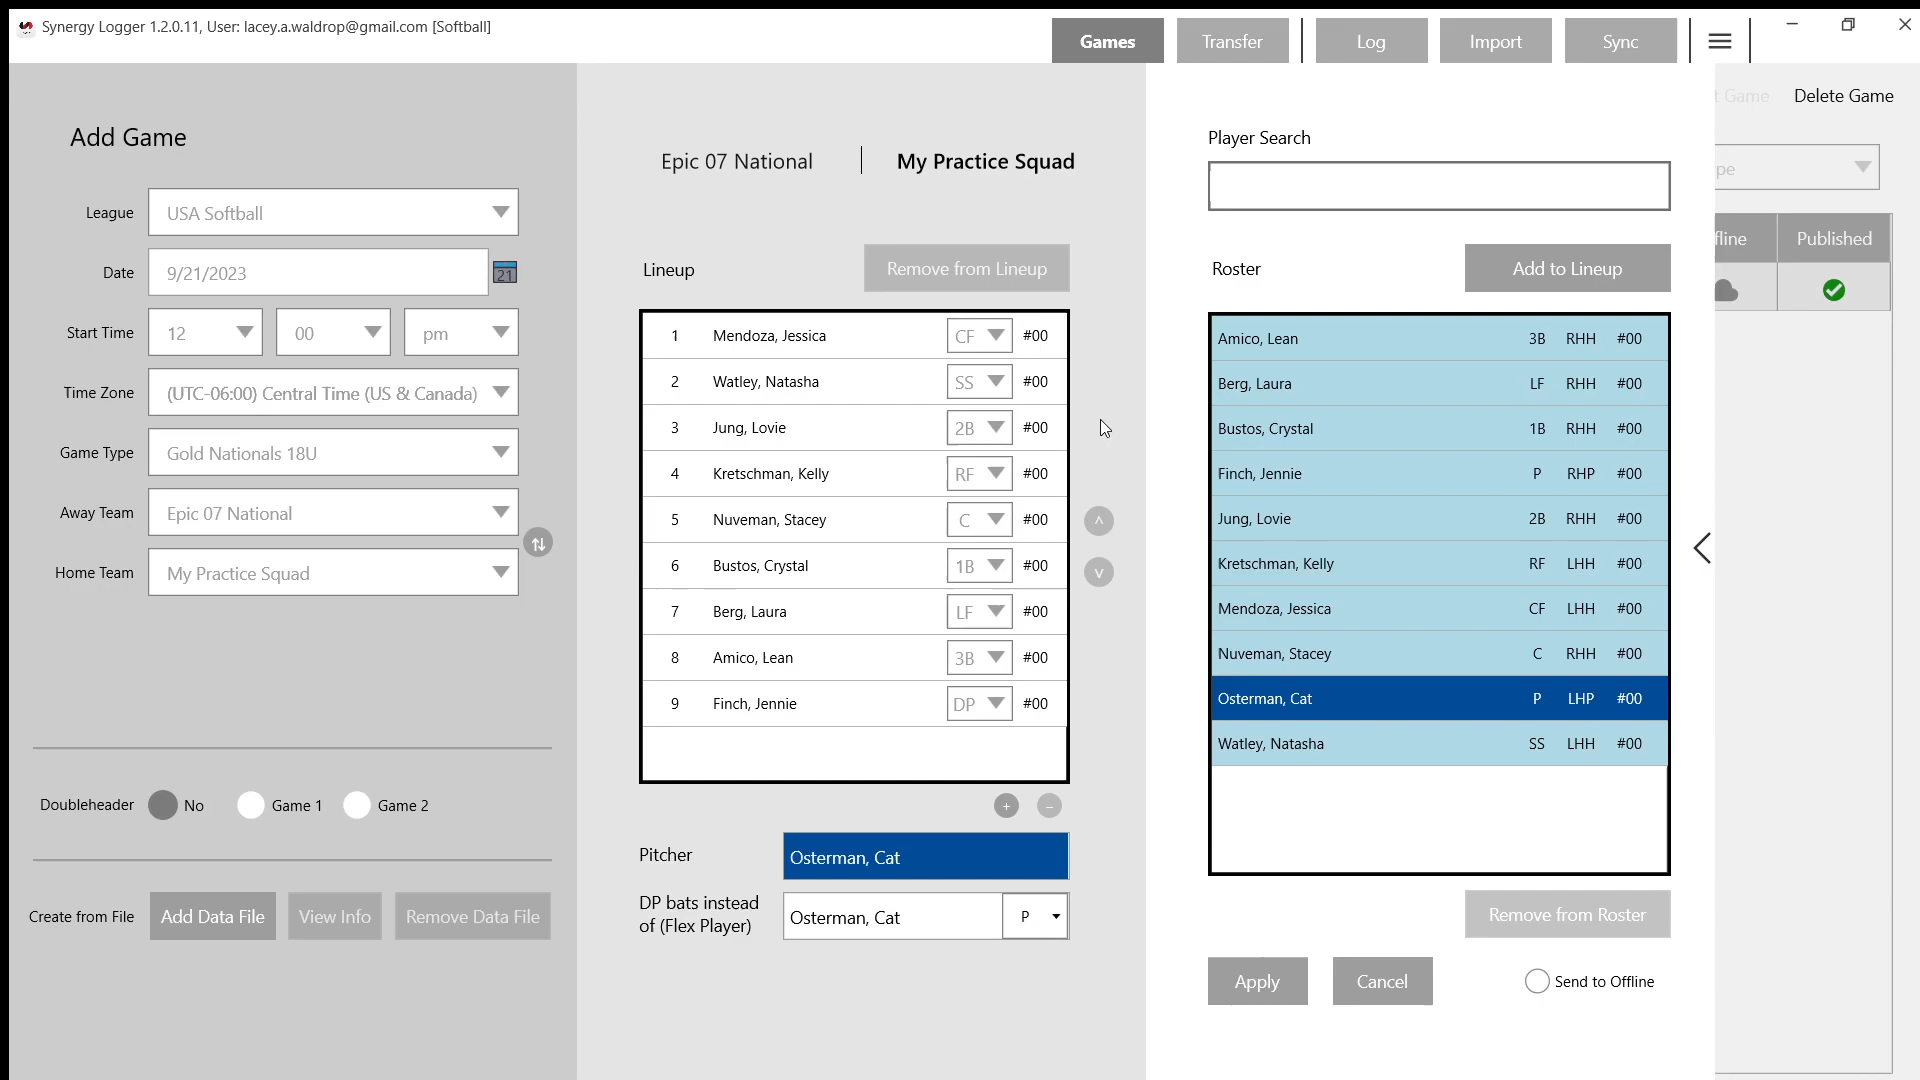 Synergy Logger 1.2.0.11, User: lacey.a.waldrop@gmail.com [Softball]
Games
Transfer
Log
Import
Sync
Game
Delete Game
Add Game
Epic 07 National
My Practice Squad
Player Search
League
USA Softball
Date
9/21/2023
21
Start Time
12
00
pm
Time Zone
(UTC-06:00) Central Time (US & Canada)
Game Type
Gold Nationals 18U
Away Team
Epic 07 National
Home Team
My Practice Squad
Doubleheader
No
Game 1
Game 2
Create from File
Add Data File
View Info
Remove Data File
Lineup
Remove from Lineup
1 Mendoza, Jessica CF #00
2 Watley, Natasha SS #00
3 Jung, Lovie 2B #00
4 Kretschman, Kelly RF #00
5 Nuveman, Stacey C #00
6 Bustos, Crystal 1B #00
7 Berg, Laura LF #00
8 Amico, Lean 3B #00
9 Finch, Jennie DP #00
+ −
Pitcher
Osterman, Cat
DP bats instead
of (Flex Player)
Osterman, Cat P
Roster
Add to Lineup
Amico, Lean 3B RHH #00
Berg, Laura LF RHH #00
Bustos, Crystal 1B RHH #00
Finch, Jennie P RHP #00
Jung, Lovie 2B RHH #00
Kretschman, Kelly RF LHH #00
Mendoza, Jessica CF LHH #00
Nuveman, Stacey C RHH #00
Osterman, Cat P LHP #00
Watley, Natasha SS LHH #00
Remove from Roster
Apply
Cancel
Send to Offline
pe
fline
Published